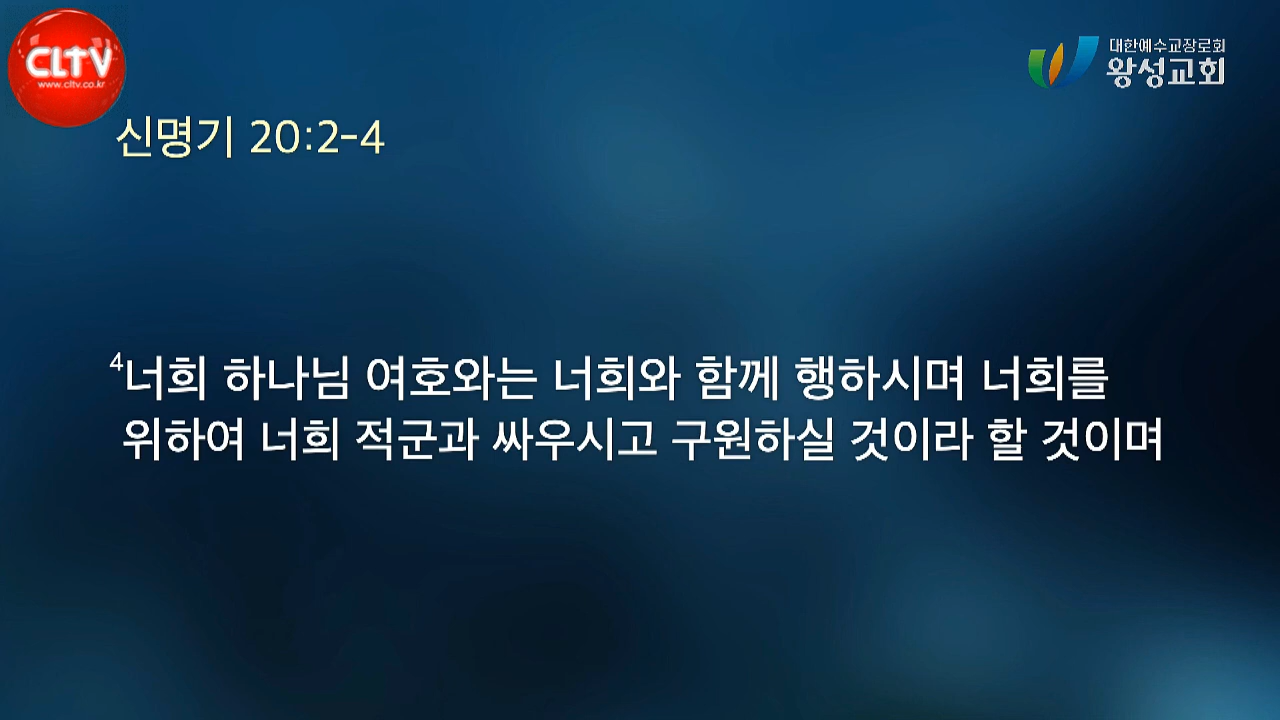 CLTV
www.cltv.co.kr
대한예수교장로회
왕성교회
신명기 20:2-4
4너희 하나님 여호와는 너희와 함께 행하시며 너희를
위하여 너희 적군과 싸우시고 구원하실 것이라 할 것이며